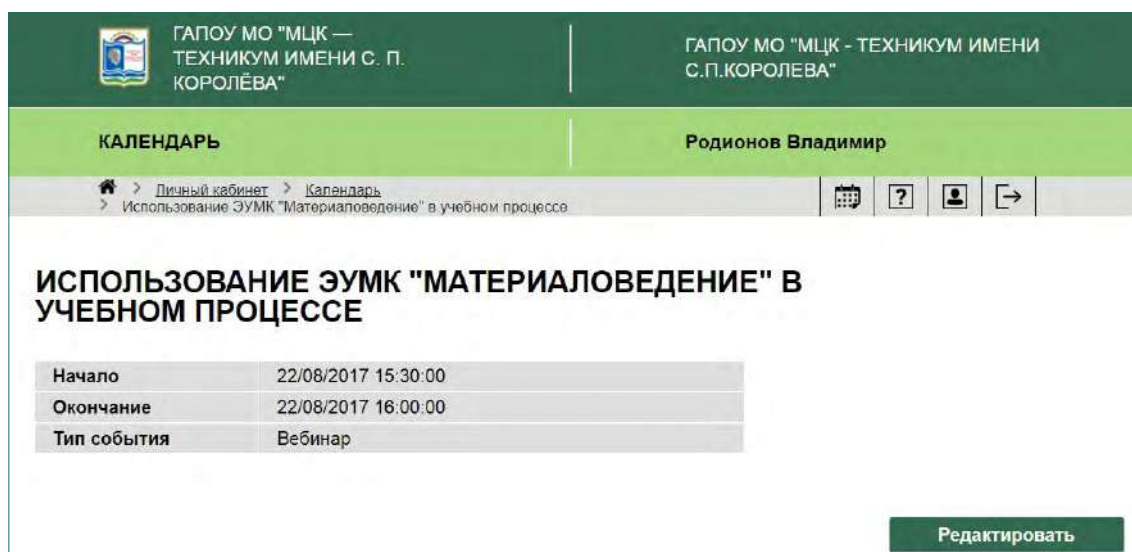 ГАПОУ МО "МЦК —
ТЕХНИКУМ ИМЕНИ С. П.
КОРОЛЁВА"
ГАПОУ МО "МЦК - ТЕХНИКУМ ИМЕНИ
С.П.КОРОЛЕВА"
КАЛЕНДАРЬ
Родионов Владимир
> Личный кабинет > Календарь
> Использование ЭУМК "Материаловедение" в учебном процессе
?
ИСПОЛЬЗОВАНИЕ ЭУМК "МАТЕРИАЛОВЕДЕНИЕ" В
УЧЕБНОМ ПРОЦЕССЕ
Начало 22/08/2017 15:30:00
Окончание 22/08/2017 16:00:00
Тип события Вебинар
Редактировать